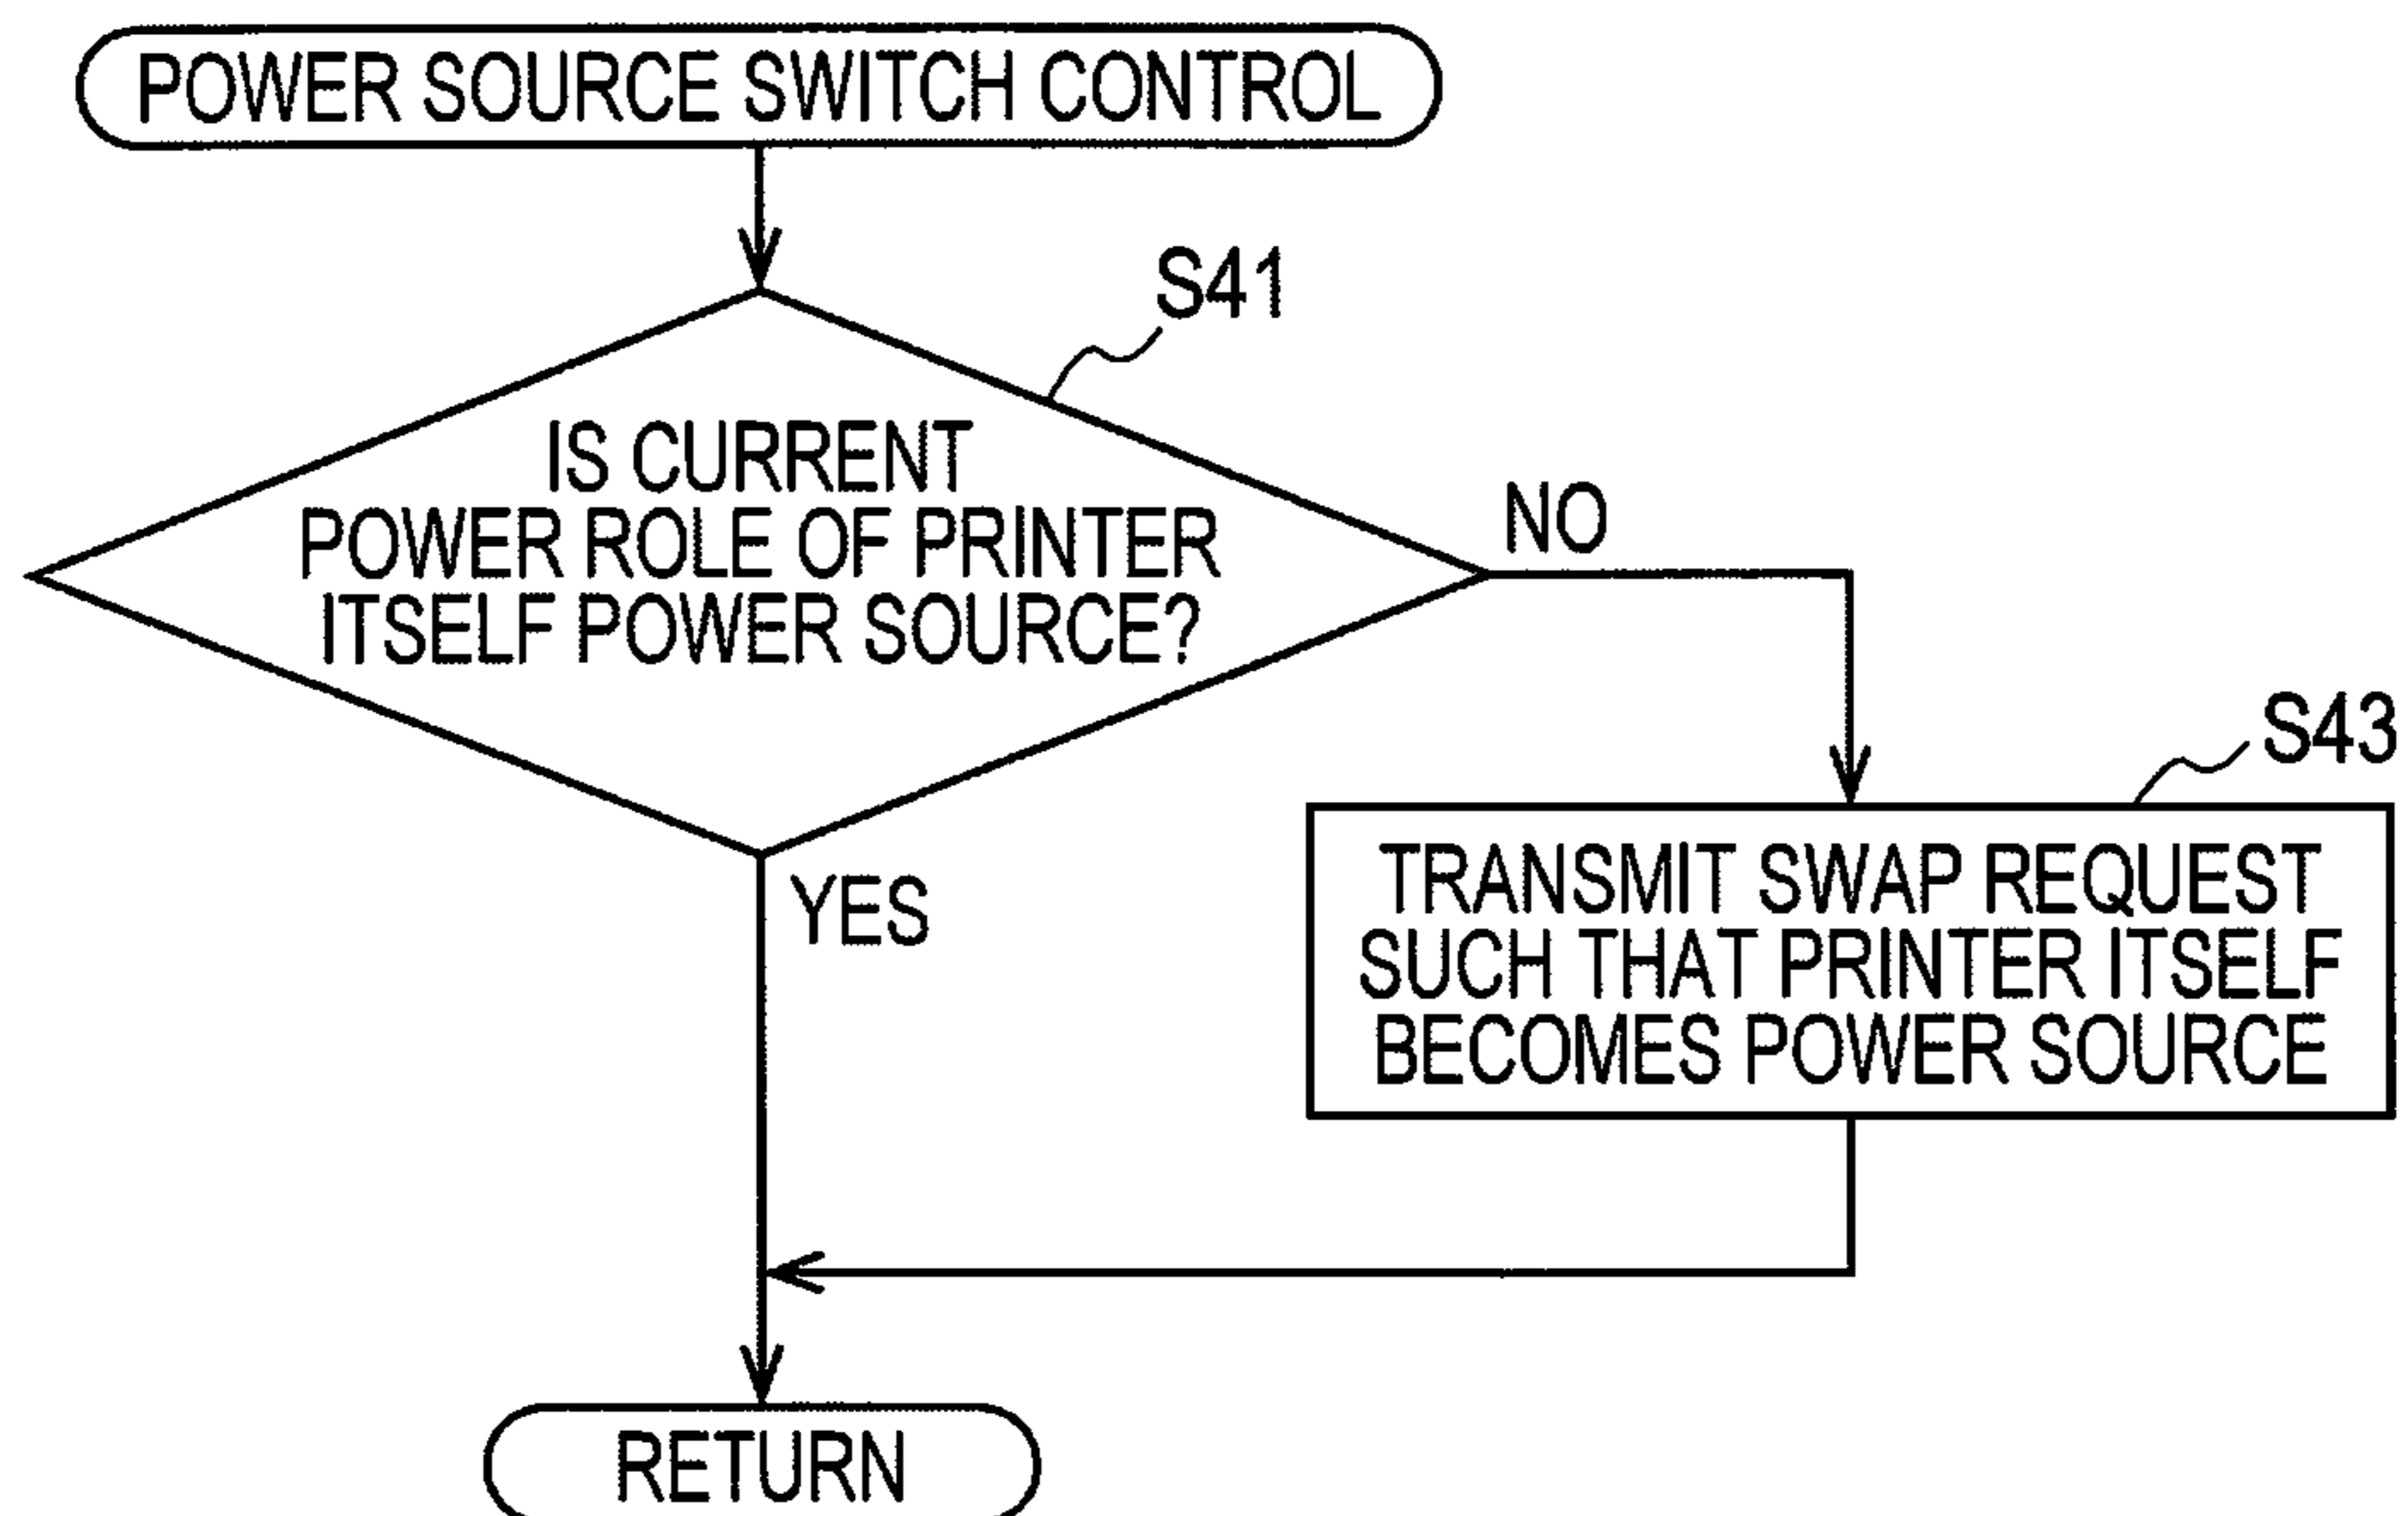 POWER SOURCE SWITCH CONTROL
S41
IS CURRENT
POWER ROLE OF PRINTER
ITSELF POWER SOURCE?
NO
YES
S43
TRANSMIT SWAP REQUEST
SUCH THAT PRINTER ITSELF
BECOMES POWER SOURCE
RETURN